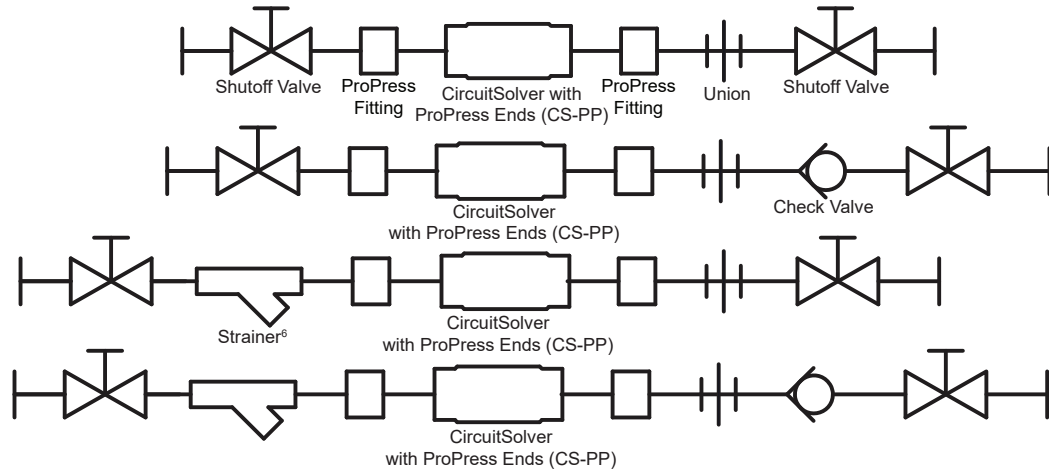 Shutoff Valve
ProPress
Fitting
CircuitSolver with
ProPress Ends (CS-PP)
ProPress
Fitting
Union
Shutoff Valve
CircuitSolver
with ProPress Ends (CS-PP)
Check Valve
Strainer⁶
CircuitSolver
with ProPress Ends (CS-PP)
CircuitSolver
with ProPress Ends (CS-PP)